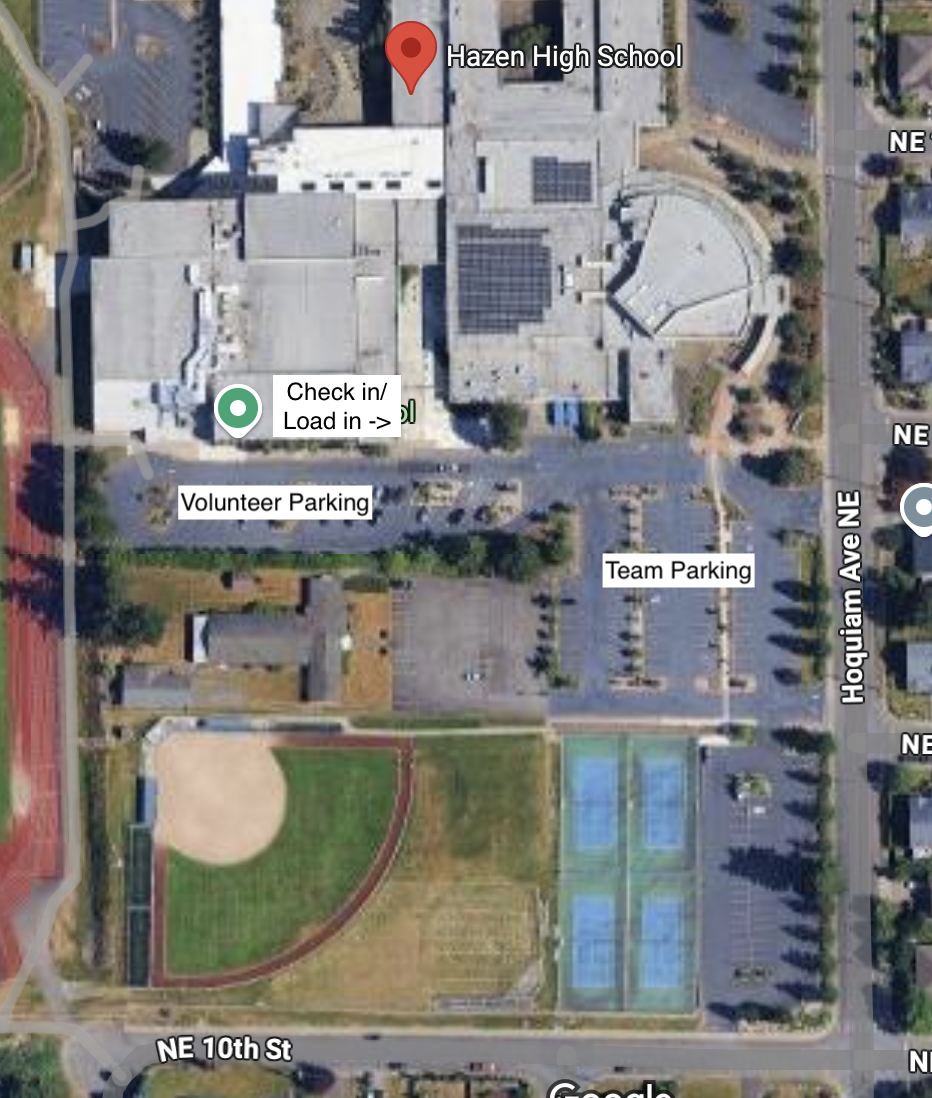 Hazen High School
NE
Check in/
Load in ->
ol
NE
Volunteer Parking
Hoquiam Ave NE
Team Parking
NE
NE 10th St
NE
Google